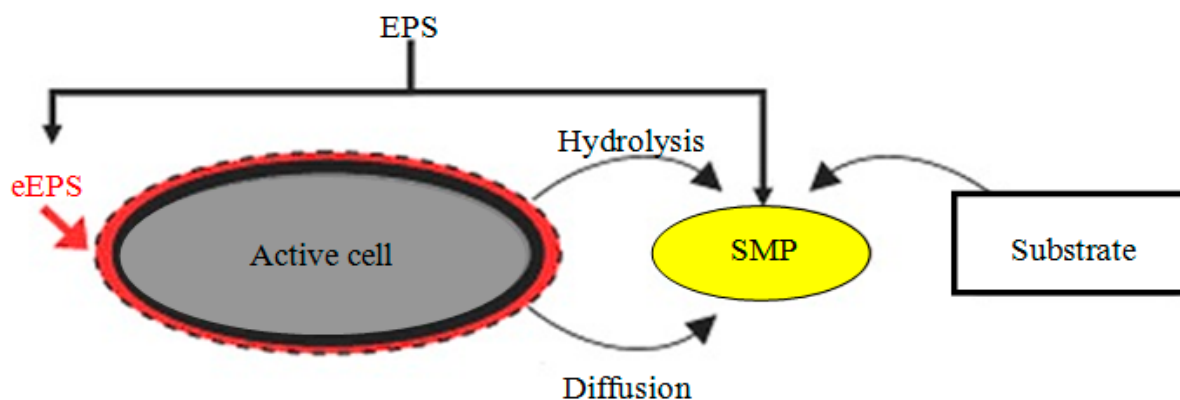 EPS
Hydrolysis
eEPS
Active cell
SMP
Substrate
Diffusion